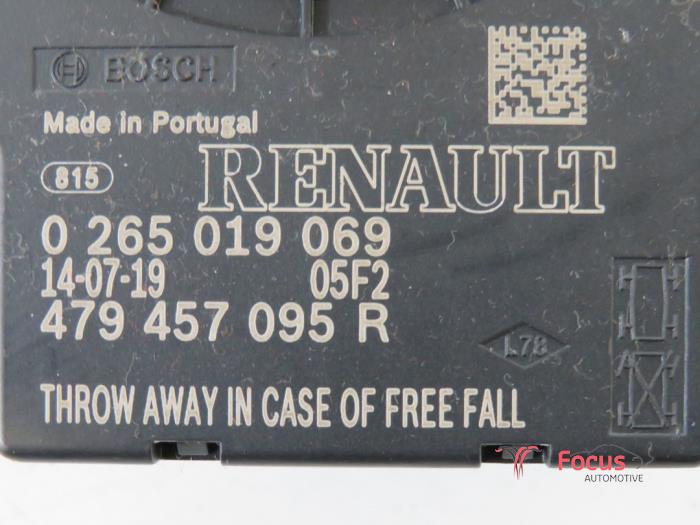 BOSCH
Made in Portugal
815
RENAULT
0 265 019 069
14-07-19 05F2
479 457 095 R
L78
THROW AWAY IN CASE OF FREE FALL
Focus
AUTOMOTIVE